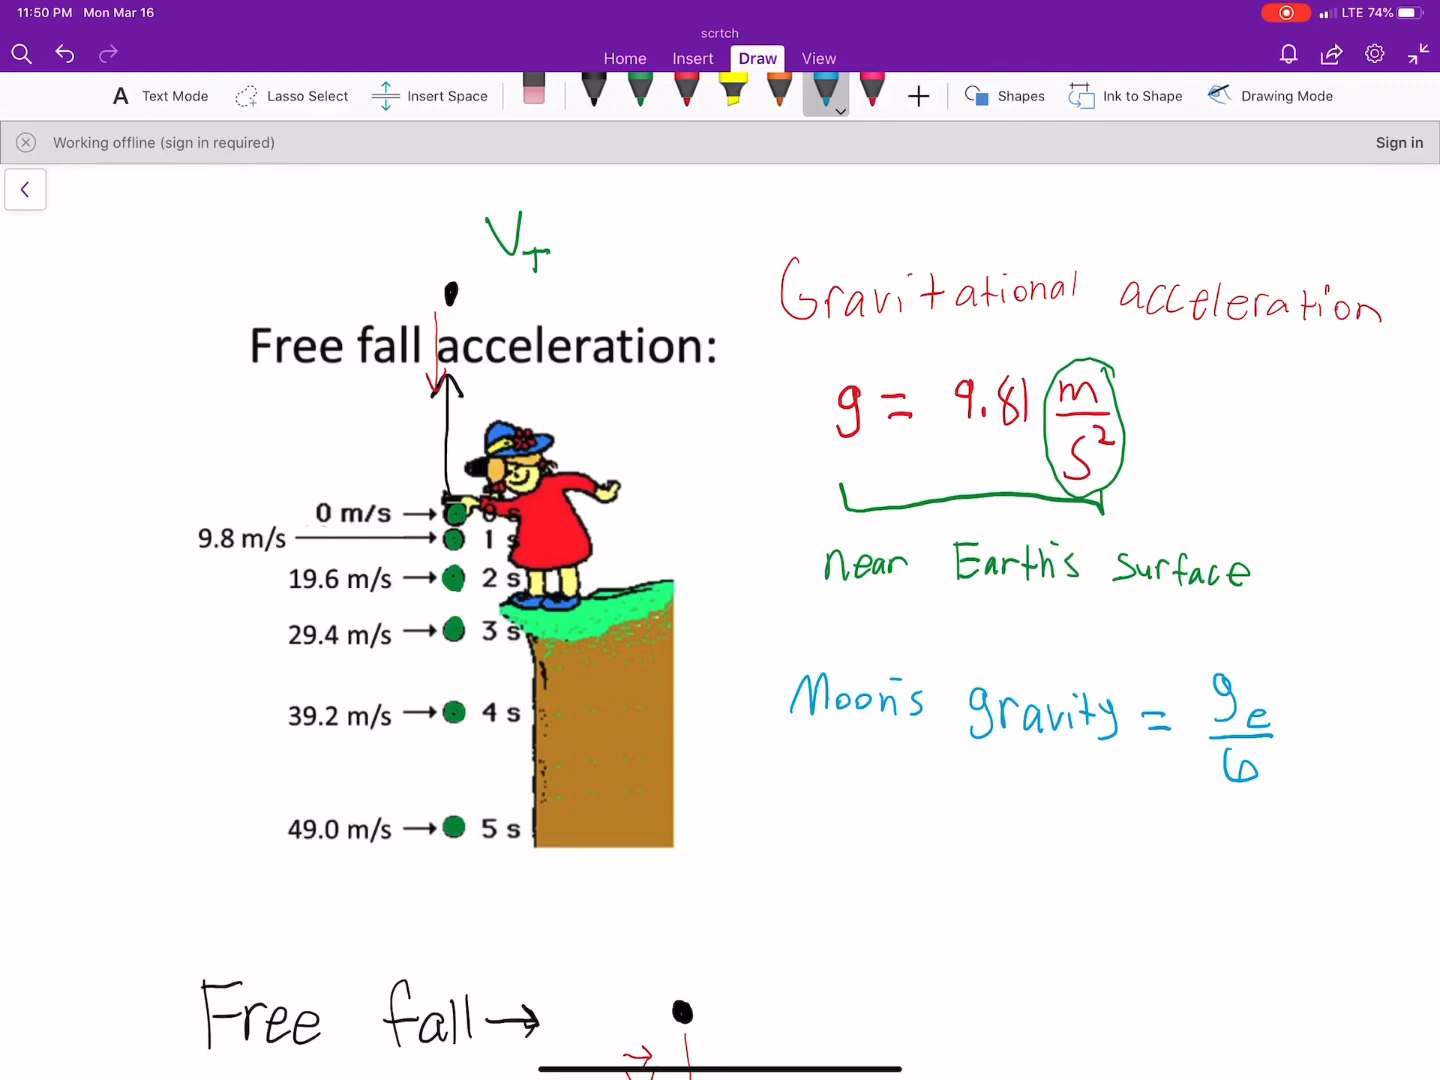 11:50 PM Mon Mar 16
LTE 74%
scrtch
Home Insert Draw View
A Text Mode Lasso Select Insert Space Shapes Ink to Shape Drawing Mode
Working offline (sign in required) Sign in
V_T
Free fall acceleration:
0 m/s 0 s
9.8 m/s 1 s
19.6 m/s 2 s
29.4 m/s 3 s
39.2 m/s 4 s
49.0 m/s 5 s
Gravitational acceleration
g = 9.81 m/s²
near Earth's surface
Moon's gravity = g_e/6
Free fall →